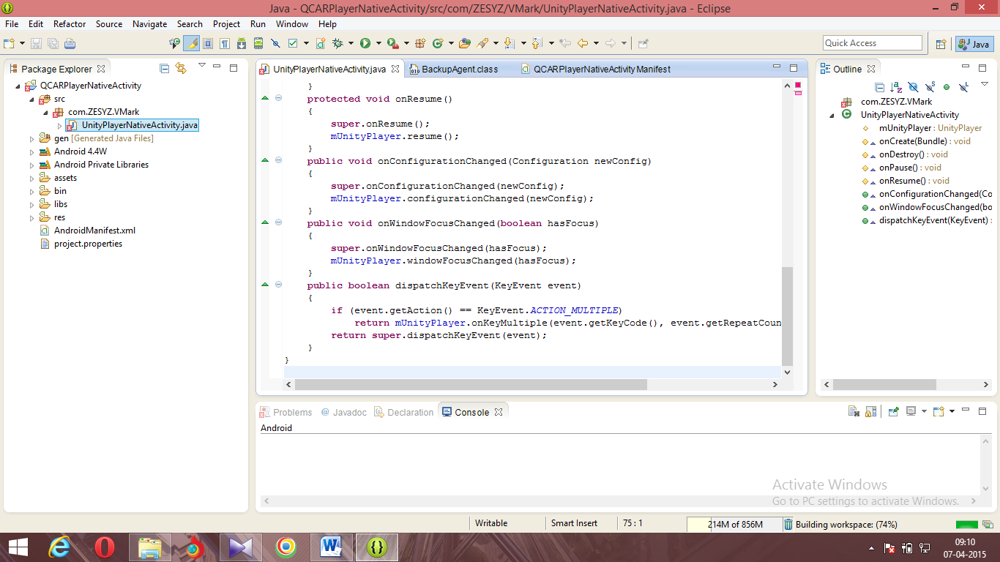 Java - QCARPlayerNativeActivity/src/com/ZESYZ/VMark/UnityPlayerNativeActivity.java - Eclipse
File Edit Refactor Source Navigate Search Project Run Window Help
Quick Access
Java
Package Explorer
QCARPlayerNativeActivity
src
com.ZESYZ.VMark
UnityPlayerNativeActivity.java
gen [Generated Java Files]
Android 4.4W
Android Private Libraries
assets
bin
libs
res
AndroidManifest.xml
project.properties
UnityPlayerNativeActivity.java BackupAgent.class QCARPlayerNativeActivity Manifest
}
protected void onResume()
{
super.onResume();
mUnityPlayer.resume();
}
public void onConfigurationChanged(Configuration newConfig)
{
super.onConfigurationChanged(newConfig);
mUnityPlayer.configurationChanged(newConfig);
}
public void onWindowFocusChanged(boolean hasFocus)
{
super.onWindowFocusChanged(hasFocus);
mUnityPlayer.windowFocusChanged(hasFocus);
}
public boolean dispatchKeyEvent(KeyEvent event)
{
if (event.getAction() == KeyEvent.ACTION_MULTIPLE)
return mUnityPlayer.onKeyMultiple(event.getKeyCode(), event.getRepeatCoun
return super.dispatchKeyEvent(event);
}
}
Outline
com.ZESYZ.VMark
UnityPlayerNativeActivity
mUnityPlayer : UnityPlayer
onCreate(Bundle) : void
onDestroy() : void
onPause() : void
onResume() : void
onConfigurationChanged(Co
onWindowFocusChanged(bo
dispatchKeyEvent(KeyEvent) :
Problems @ Javadoc Declaration Console
Android
Activate Windows
Go to PC settings to activate Windows.
Writable Smart Insert 75 : 1 214M of 856M Building workspace: (74%)
09:10
07-04-2015